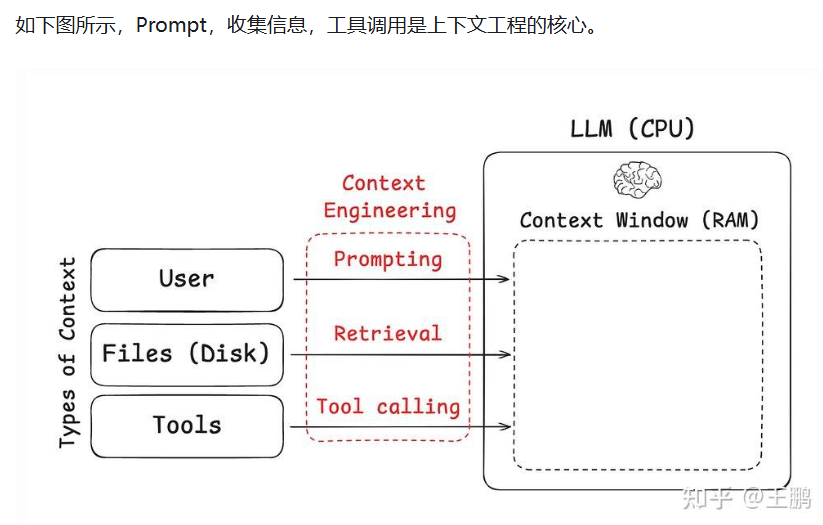 如下图所示，Prompt，收集信息，工具调用是上下文工程的核心。
LLM (CPU)
Context
Engineering
Context Window (RAM)
Types of Context
User
Prompting
Files (Disk)
Retrieval
Tools
Tool calling
知乎 @王鹏